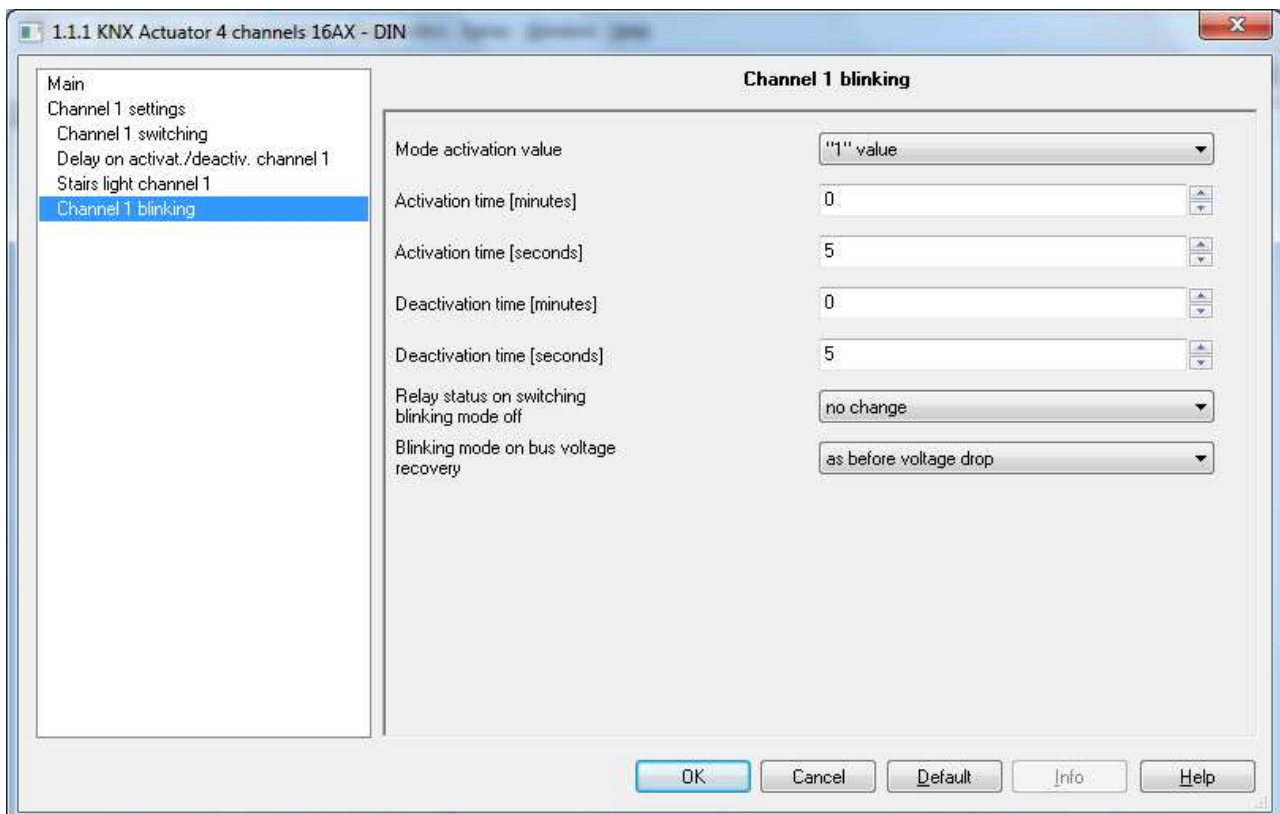 1.1.1 KNX Actuator 4 channels 16AX - DIN
Main
Channel 1 settings
Channel 1 switching
Delay on activat./deactiv. channel 1
Stairs light channel 1
Channel 1 blinking
Channel 1 blinking
Mode activation value "1" value
Activation time [minutes] 0
Activation time [seconds] 5
Deactivation time [minutes] 0
Deactivation time [seconds] 5
Relay status on switching
blinking mode off no change
Blinking mode on bus voltage
recovery as before voltage drop
OK Cancel Default Info Help